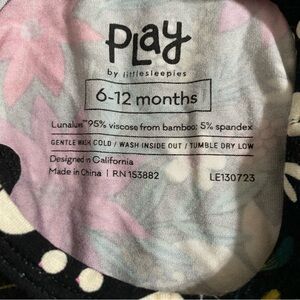 PLay
by littlesleepies
6-12 months
Lunaluxe™ 95% viscose from bamboo; 5% spandex
GENTLE WASH COLD / WASH INSIDE OUT / TUMBLE DRY LOW
Designed in California
Made in China | RN 153882 LE130723